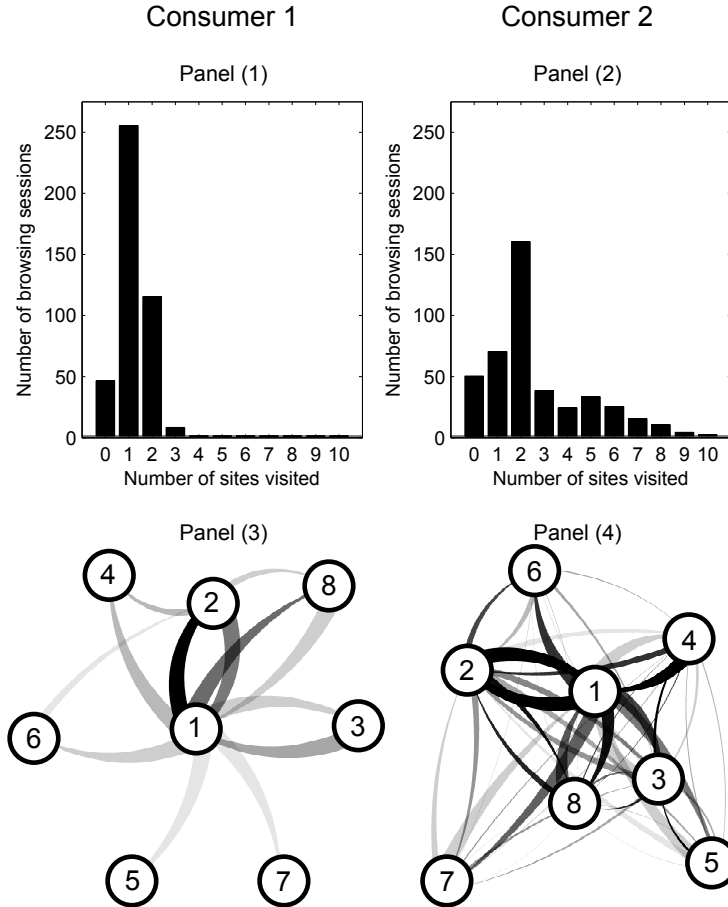 Consumer 1
Consumer 2
Panel (1)
Panel (2)
Number of browsing sessions
250
200
150
100
50
0
0 1 2 3 4 5 6 7 8 9 10
Number of sites visited
Number of browsing sessions
250
200
150
100
50
0
0 1 2 3 4 5 6 7 8 9 10
Number of sites visited
Panel (3)
4
2
8
1
3
6
5
7
Panel (4)
6
4
2
1
3
8
5
7